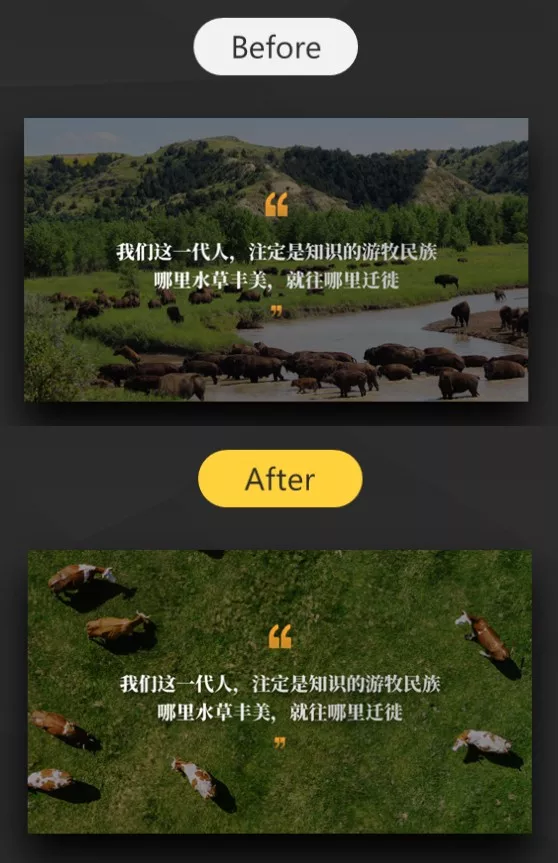 Before
“
我们这一代人，注定是知识的游牧民族
哪里水草丰美，就往哪里迁徙
”
After
“
我们这一代人，注定是知识的游牧民族
哪里水草丰美，就往哪里迁徙
”